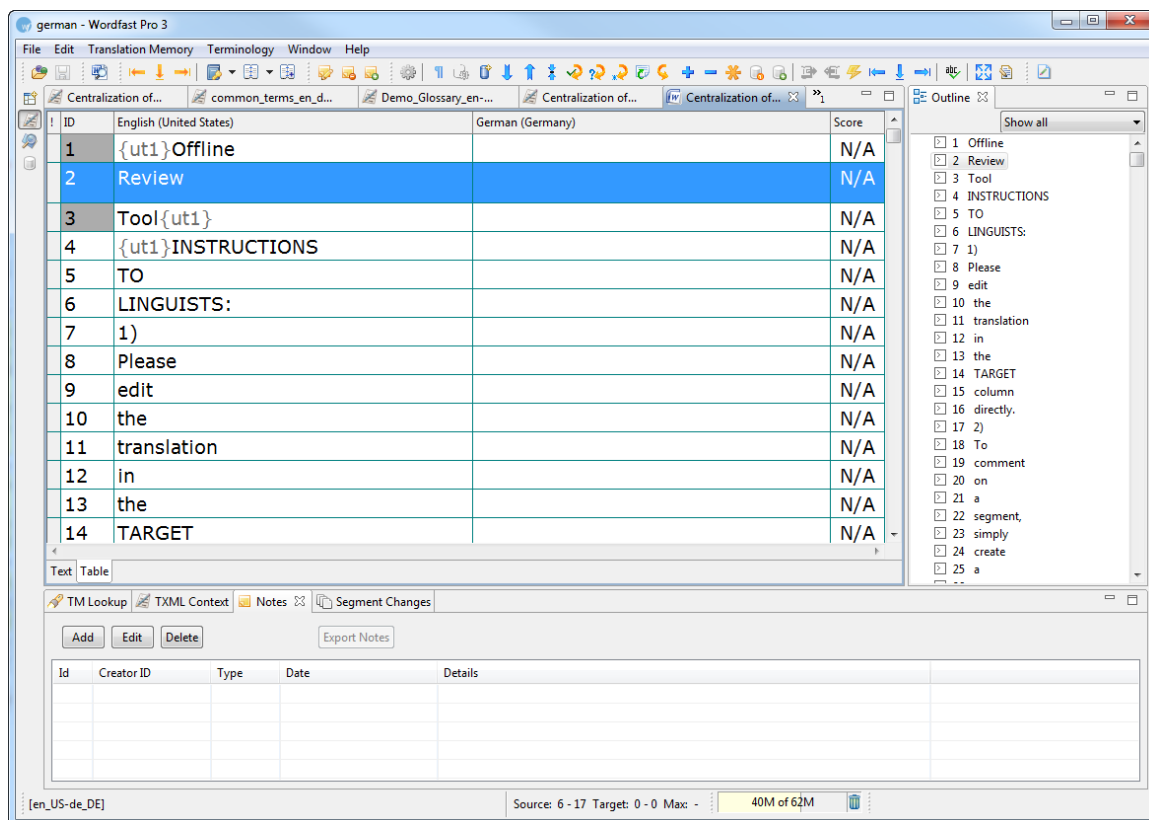 german - Wordfast Pro 3
File Edit Translation Memory Terminology Window Help
Centralization of... common_terms_en_d... Demo_Glossary_en-... Centralization of... Centralization of... »1 Outline
! ID English (United States) German (Germany) Score
Show all
1 {ut1}Offline N/A
2 Review N/A
3 Tool{ut1} N/A
4 {ut1}INSTRUCTIONS N/A
5 TO N/A
6 LINGUISTS: N/A
7 1) N/A
8 Please N/A
9 edit N/A
10 the N/A
11 translation N/A
12 in N/A
13 the N/A
14 TARGET N/A
Text Table
1 Offline
2 Review
3 Tool
4 INSTRUCTIONS
5 TO
6 LINGUISTS:
7 1)
8 Please
9 edit
10 the
11 translation
12 in
13 the
14 TARGET
15 column
16 directly.
17 2)
18 To
19 comment
20 on
21 a
22 segment,
23 simply
24 create
25 a
TM Lookup TXML Context Notes Segment Changes
Add Edit Delete Export Notes
Id Creator ID Type Date Details
[en_US-de_DE] Source: 6 - 17 Target: 0 - 0 Max: - 40M of 62M